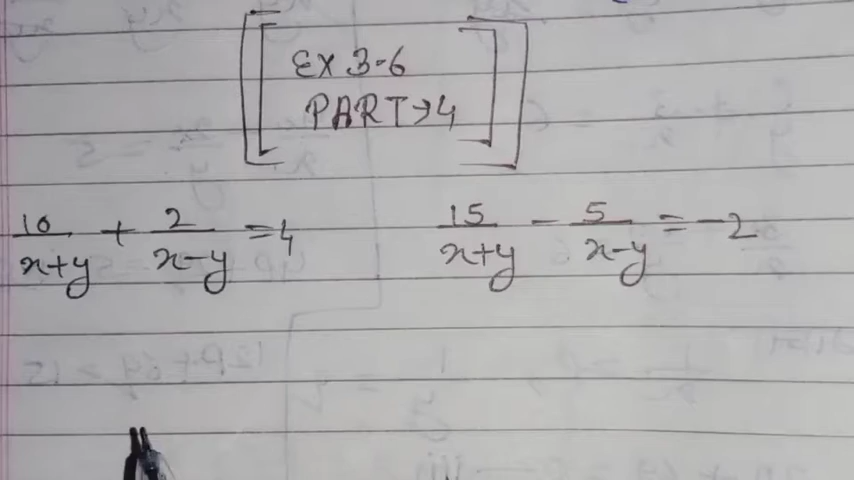 Ex 3.6
PART→4
10/x+y + 2/x-y = 4
15/x+y - 5/x-y = -2